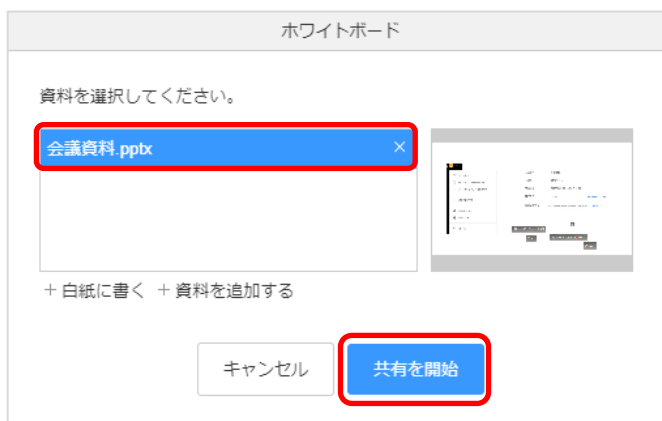 ホワイトボード
資料を選択してください。
会議資料.pptx ×
＋白紙に書く ＋資料を追加する
キャンセル 共有を開始